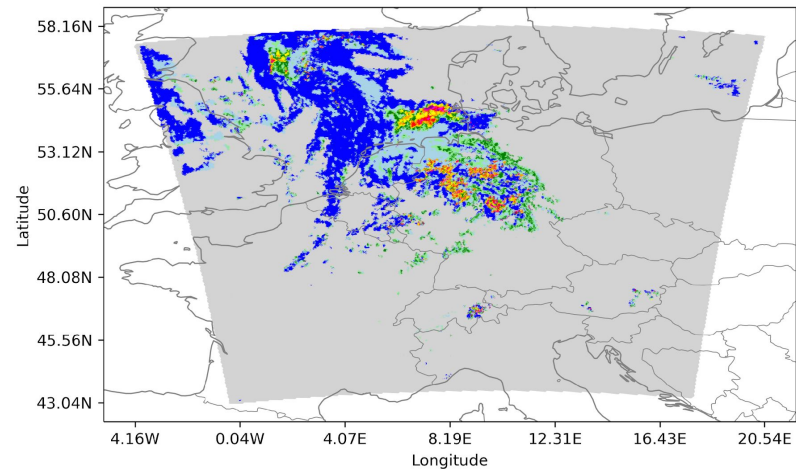 58.16N
55.64N
53.12N
50.60N
48.08N
45.56N
43.04N
Latitude
4.16W 0.04W 4.07E 8.19E 12.31E 16.43E 20.54E
Longitude